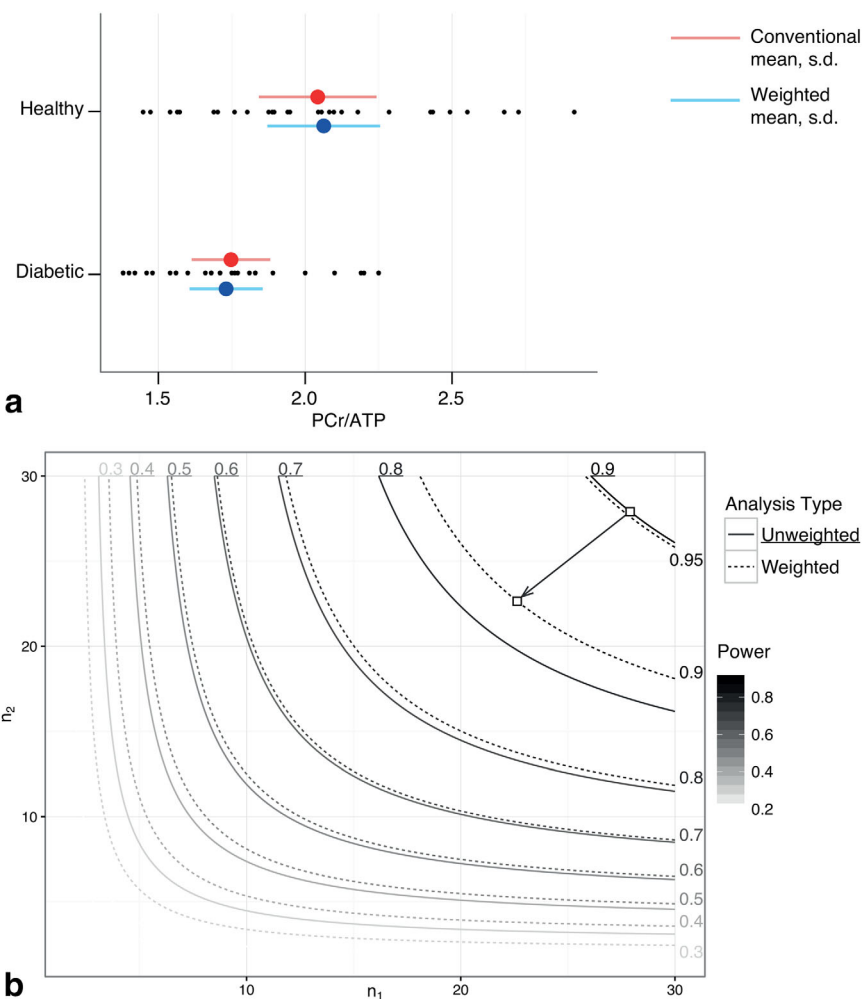 Conventional
mean, s.d.
Weighted
mean, s.d.
Healthy
Diabetic
1.5 2.0 2.5
PCr/ATP
a
0.3 0.4 0.5 0.6 0.7 0.8 0.9
30
20
10
n2
0.95
0.9
0.8
0.7
0.6
0.5
0.4
0.3
10 20 30
n1
Analysis Type
Unweighted
Weighted
Power
0.8
0.6
0.4
0.2
b